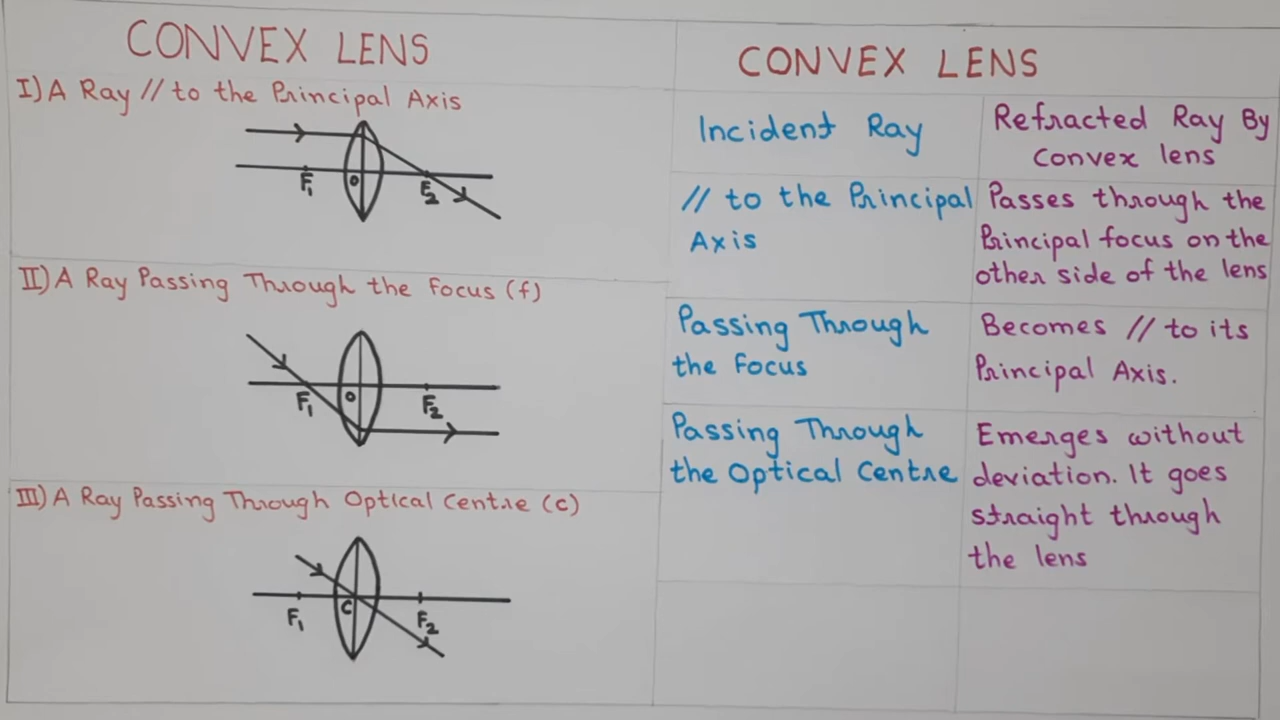 CONVEX LENS
I) A Ray // to the Principal Axis
F1
O
F2
II) A Ray Passing Through the focus (f)
F1
O
F2
III) A Ray Passing Through Optical Centre (c)
F1
C
F2
CONVEX LENS
Incident Ray
Refracted Ray By
Convex lens
// to the Principal
Axis
Passes through the
Principal focus on the
other side of the lens
Passing Through
the Focus
Becomes // to its
Principal Axis.
Passing Through
the Optical Centre
Emerges without
deviation. It goes
straight through
the lens